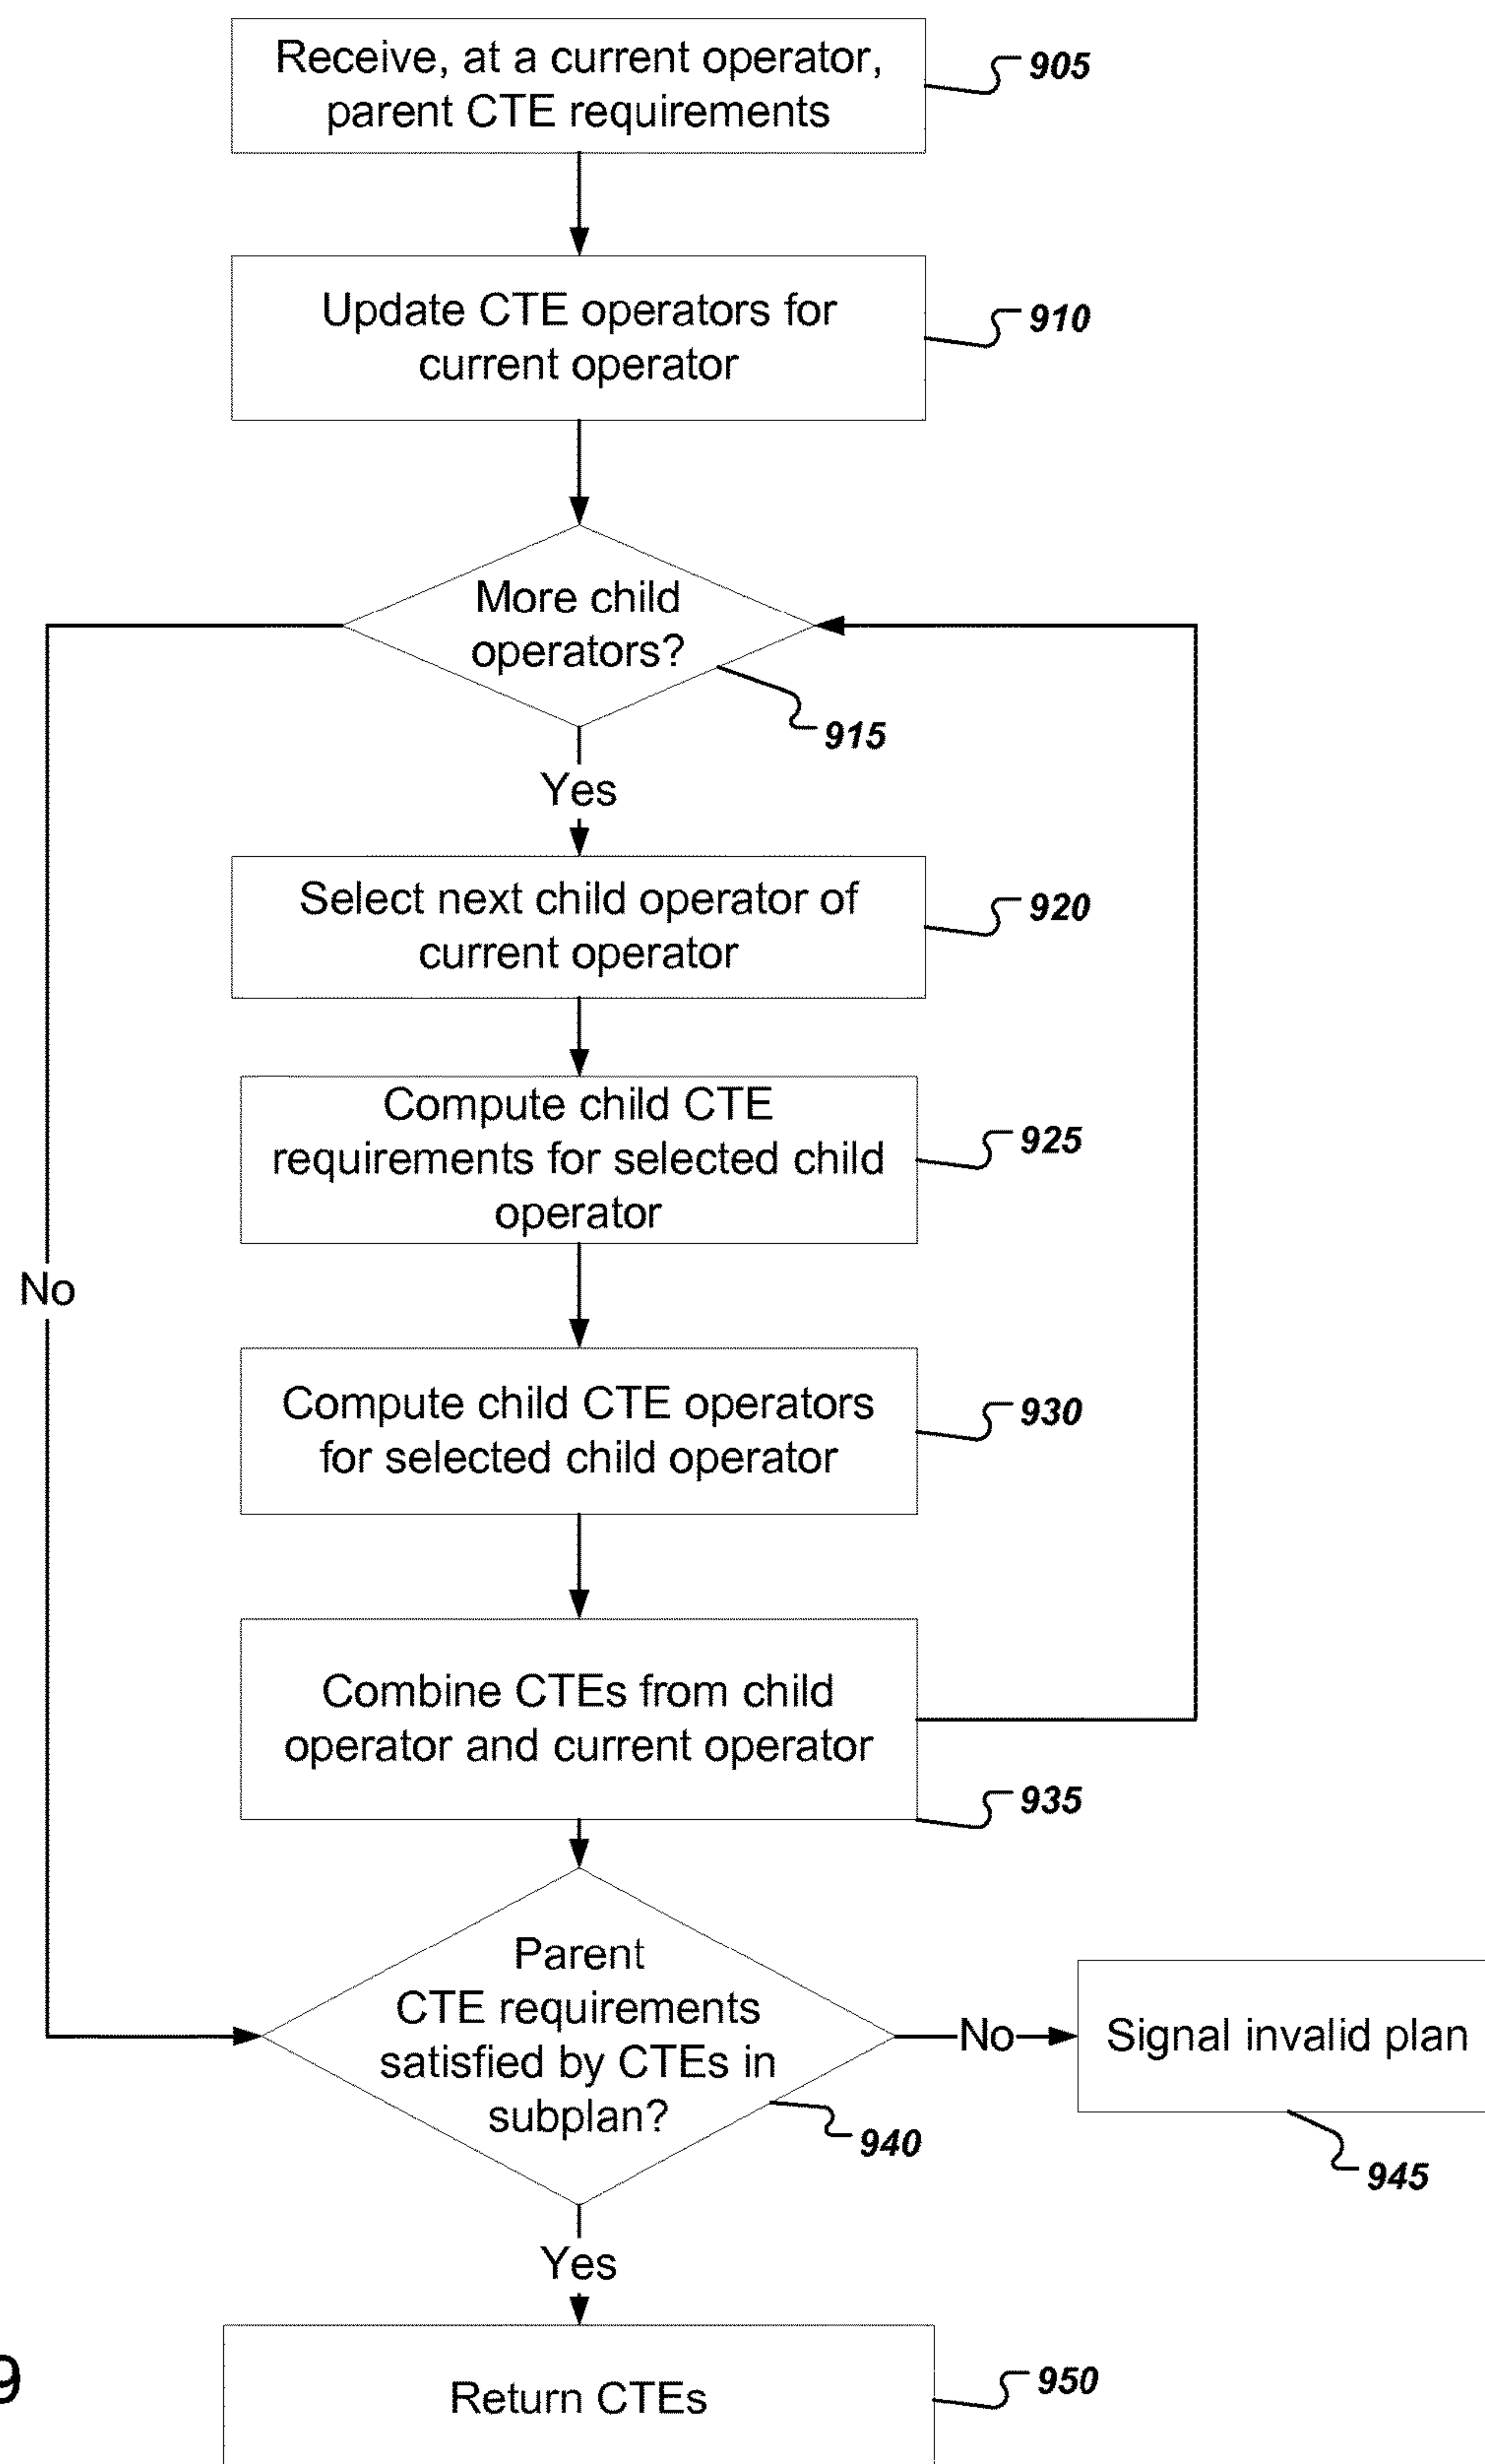 Receive, at a current operator,
parent CTE requirements
905
Update CTE operators for
current operator
910
More child
operators?
915
Yes
Select next child operator of
current operator
920
Compute child CTE
requirements for selected child
operator
925
No
Compute child CTE operators
for selected child operator
930
Combine CTEs from child
operator and current operator
935
Parent
CTE requirements
satisfied by CTEs in
subplan?
940
No
Signal invalid plan
945
Yes
Return CTEs
950
9